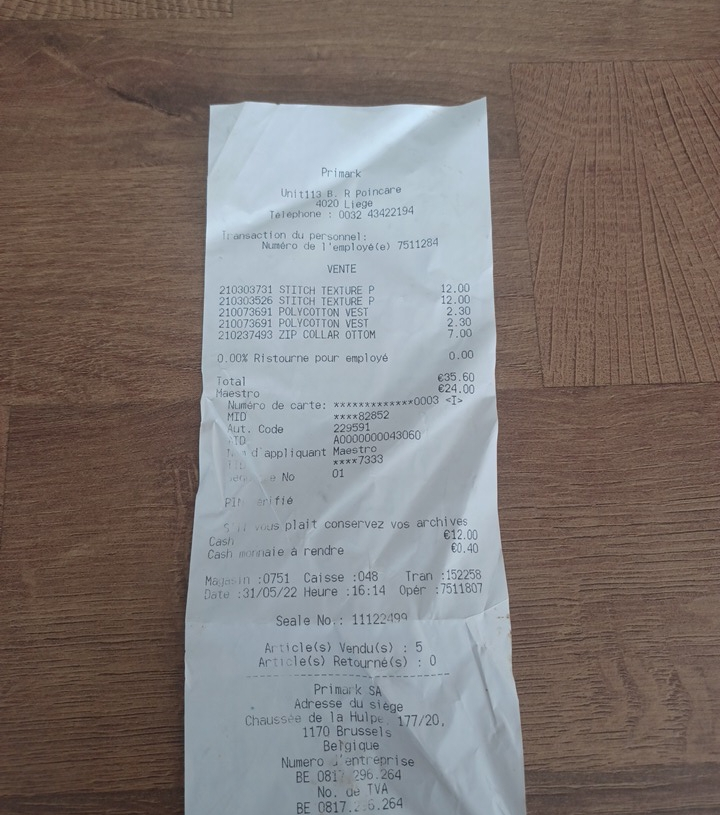 Primark
Unit113 B. R Poincare
4020 Liege
Télephone : 0032 43422194
Transaction du personnel:
Numéro de l'employé(e) 7511284
VENTE
210303731 STITCH TEXTURE P 12.00
210303526 STITCH TEXTURE P 12.00
210073691 POLYCOTTON VEST 2.30
210073691 POLYCOTTON VEST 2.30
210237493 ZIP COLLAR OTTOM 7.00
0.00% Ristourne pour employé 0.00
Total €35.60
Maestro €24.00
Numéro de carte: *************0003 <I>
MID ****82852
Aut. Code 229591
A0000000043060
d'appliquant Maestro
****7333
No 01
S'il vous plait conservez vos archives
Cash €12.00
Cash monnaie à rendre €0.40
Magasin :0751 Caisse :048 Tran :152258
Date :31/05/22 Heure :16:14 Opér :7511807
Seale No.: 11122499
Article(s) Vendu(s) : 5
Article(s) Retourné(s) : 0
Primark SA
Adresse du siège
Chaussée de la Hulpe, 177/20,
1170 Brussels
Belgique
Numero d'entreprise
BE 0817.296.264
No. de TVA
BE